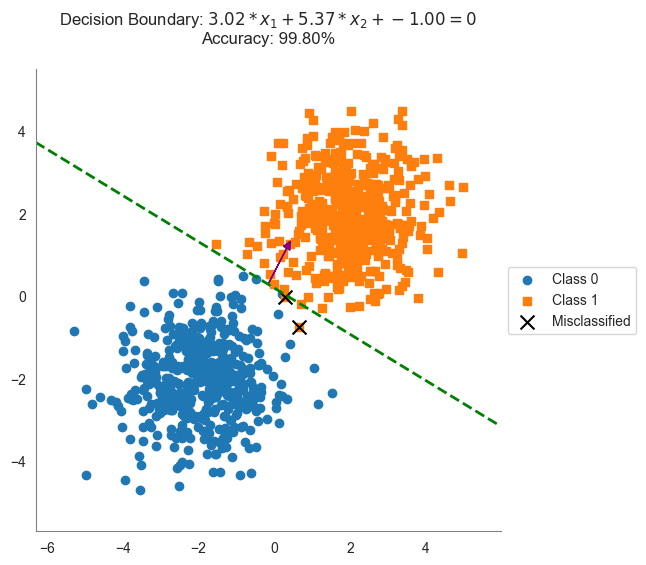 Decision Boundary: 3.02 * x₁ + 5.37 * x₂ + −1.00 = 0
Accuracy: 99.80%
4
2
0
−2
−4
−6
−4
−2
0
2
4
Class 0
Class 1
Misclassified